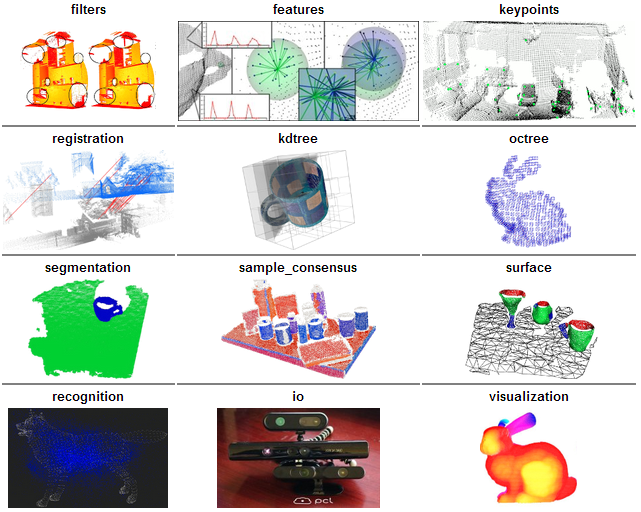 filters
features
keypoints
registration
kdtree
octree
segmentation
sample_consensus
surface
recognition
io
visualization
pcl